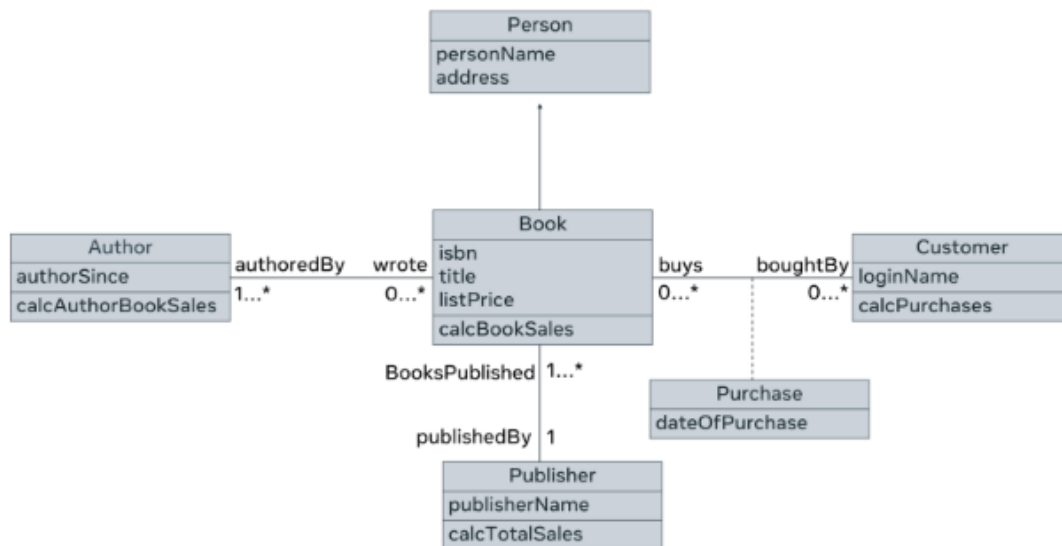 Person
personName
address
Book
isbn
title
listPrice
calcBookSales
Author
authorSince
calcAuthorBookSales
authoredBy wrote
1...* 0...*
buys boughtBy
0...* 0...*
Customer
loginName
calcPurchases
BooksPublished 1...*
publishedBy 1
Purchase
dateOfPurchase
Publisher
publisherName
calcTotalSales